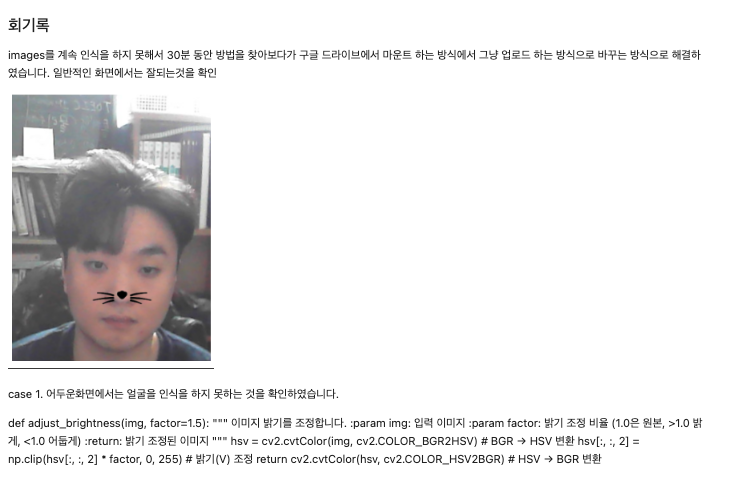 회기록
images를 계속 인식을 하지 못해서 30분 동안 방법을 찾아보다가 구글 드라이브에서 마운트 하는 방식에서 그냥 업로드 하는 방식으로 바꾸는 방식으로 해결하
였습니다. 일반적인 화면에서는 잘되는것을 확인
case 1. 어두운화면에서는 얼굴을 인식을 하지 못하는 것을 확인하였습니다.
def adjust_brightness(img, factor=1.5): """ 이미지 밝기를 조정합니다. :param img: 입력 이미지 :param factor: 밝기 조정 비율 (1.0은 원본, >1.0 밝
게, <1.0 어둡게) :return: 밝기 조정된 이미지 """ hsv = cv2.cvtColor(img, cv2.COLOR_BGR2HSV) # BGR → HSV 변환 hsv[:, :, 2] =
np.clip(hsv[:, :, 2] * factor, 0, 255) # 밝기(V) 조정 return cv2.cvtColor(hsv, cv2.COLOR_HSV2BGR) # HSV → BGR 변환